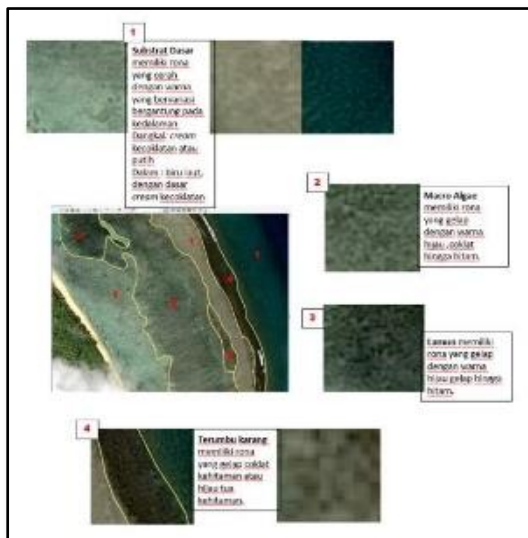 1
Substrat Dasar
memiliki rona
yang cerah
dengan warna
yang bervariasi
bergantung pada
kedalaman
Dangkal: cream
kecoklatan atau
putih
Dalam : biru laut,
dengan dasar
cream kecoklatan
2
Macro Algae
memiliki rona
yang gelap
dengan warna
hijau, coklat
hingga hitam.
3
Lamun memiliki
rona yang gelap
dengan warna
hijau gelap hingga
hitam.
1
1
4
Terumbu karang
memiliki rona
yang gelap coklat
kehitaman atau
hijau tua
kehitaman.